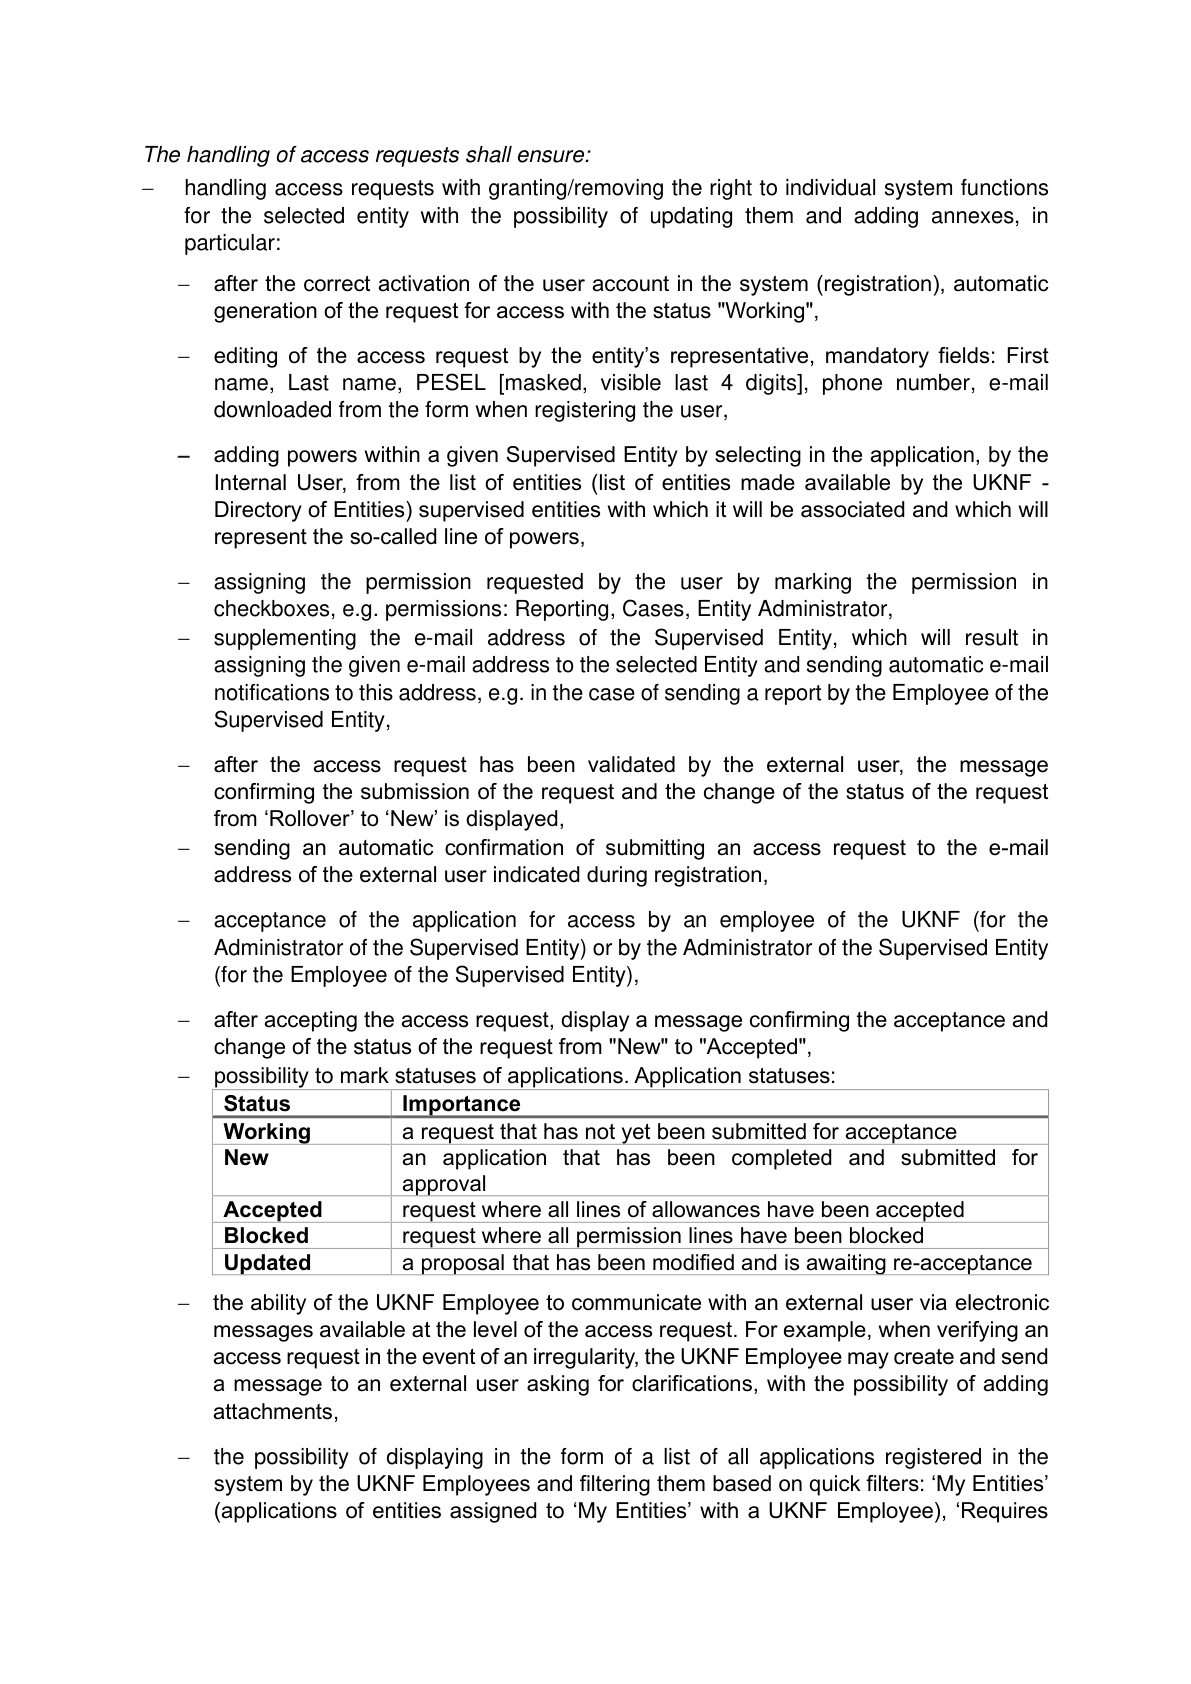 The handling of access requests shall ensure:
– handling access requests with granting/removing the right to individual system functions
for the selected entity with the possibility of updating them and adding annexes, in
particular:
– after the correct activation of the user account in the system (registration), automatic
generation of the request for access with the status "Working",
– editing of the access request by the entity’s representative, mandatory fields: First
name, Last name, PESEL [masked, visible last 4 digits], phone number, e-mail
downloaded from the form when registering the user,
– adding powers within a given Supervised Entity by selecting in the application, by the
Internal User, from the list of entities (list of entities made available by the UKNF -
Directory of Entities) supervised entities with which it will be associated and which will
represent the so-called line of powers,
– assigning the permission requested by the user by marking the permission in
checkboxes, e.g. permissions: Reporting, Cases, Entity Administrator,
– supplementing the e-mail address of the Supervised Entity, which will result in
assigning the given e-mail address to the selected Entity and sending automatic e-mail
notifications to this address, e.g. in the case of sending a report by the Employee of the
Supervised Entity,
– after the access request has been validated by the external user, the message
confirming the submission of the request and the change of the status of the request
from ‘Rollover’ to ‘New’ is displayed,
– sending an automatic confirmation of submitting an access request to the e-mail
address of the external user indicated during registration,
– acceptance of the application for access by an employee of the UKNF (for the
Administrator of the Supervised Entity) or by the Administrator of the Supervised Entity
(for the Employee of the Supervised Entity),
– after accepting the access request, display a message confirming the acceptance and
change of the status of the request from "New" to "Accepted",
– possibility to mark statuses of applications. Application statuses:
Status Importance
Working a request that has not yet been submitted for acceptance
New an application that has been completed and submitted for
approval
Accepted request where all lines of allowances have been accepted
Blocked request where all permission lines have been blocked
Updated a proposal that has been modified and is awaiting re-acceptance
– the ability of the UKNF Employee to communicate with an external user via electronic
messages available at the level of the access request. For example, when verifying an
access request in the event of an irregularity, the UKNF Employee may create and send
a message to an external user asking for clarifications, with the possibility of adding
attachments,
– the possibility of displaying in the form of a list of all applications registered in the
system by the UKNF Employees and filtering them based on quick filters: ‘My Entities’
(applications of entities assigned to ‘My Entities’ with a UKNF Employee), ‘Requires